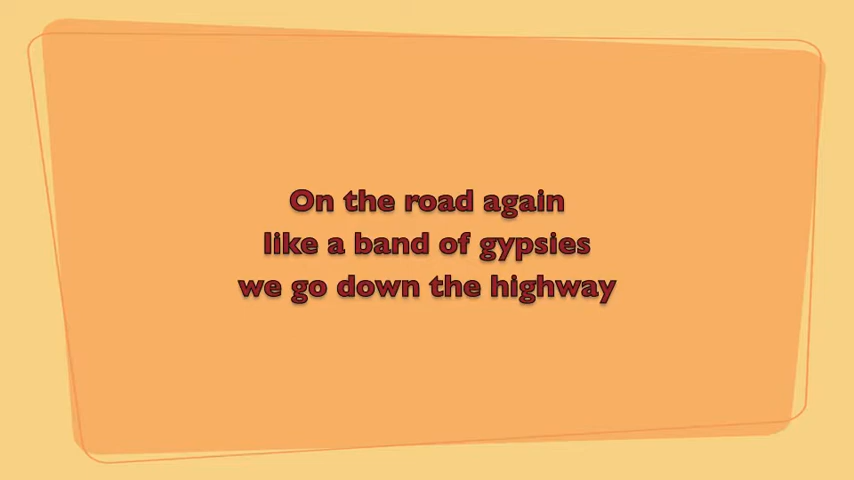 On the road again
like a band of gypsies
we go down the highway